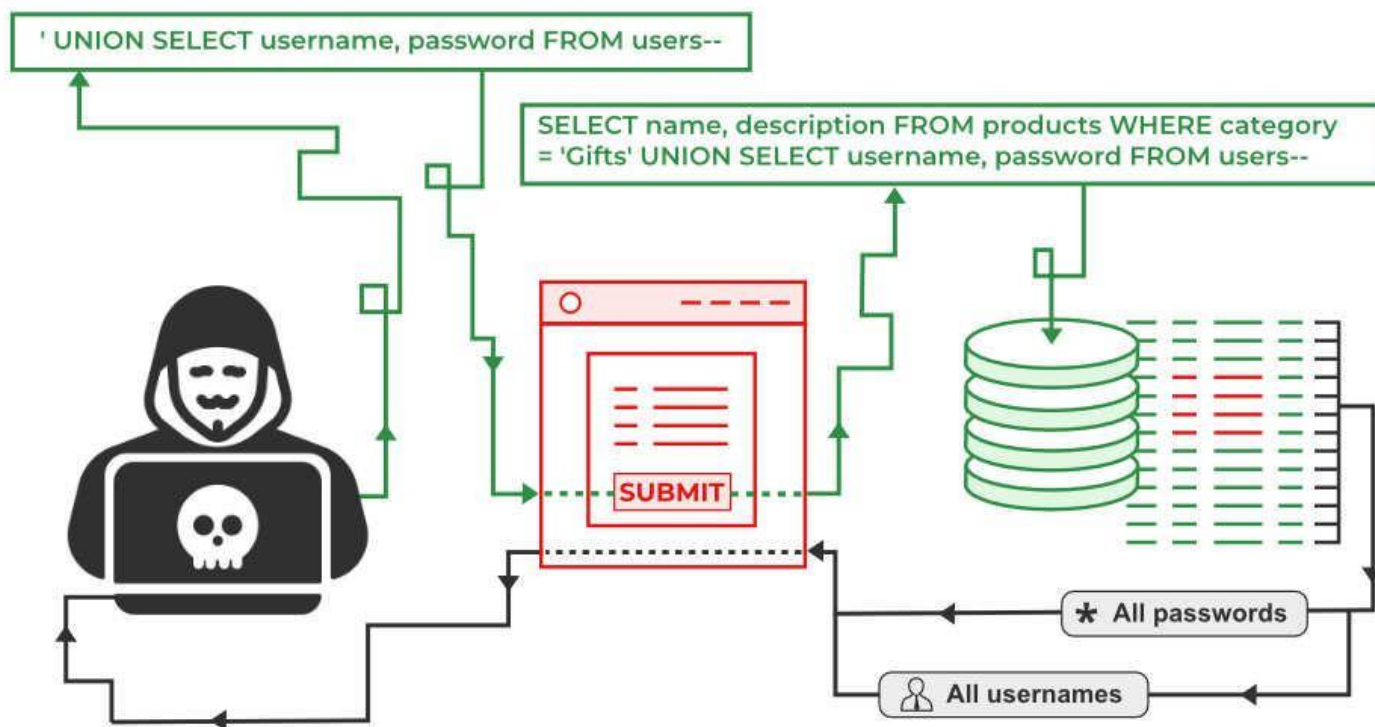 ' UNION SELECT username, password FROM users--
SELECT name, description FROM products WHERE category
= 'Gifts' UNION SELECT username, password FROM users--
SUBMIT
* All passwords
All usernames